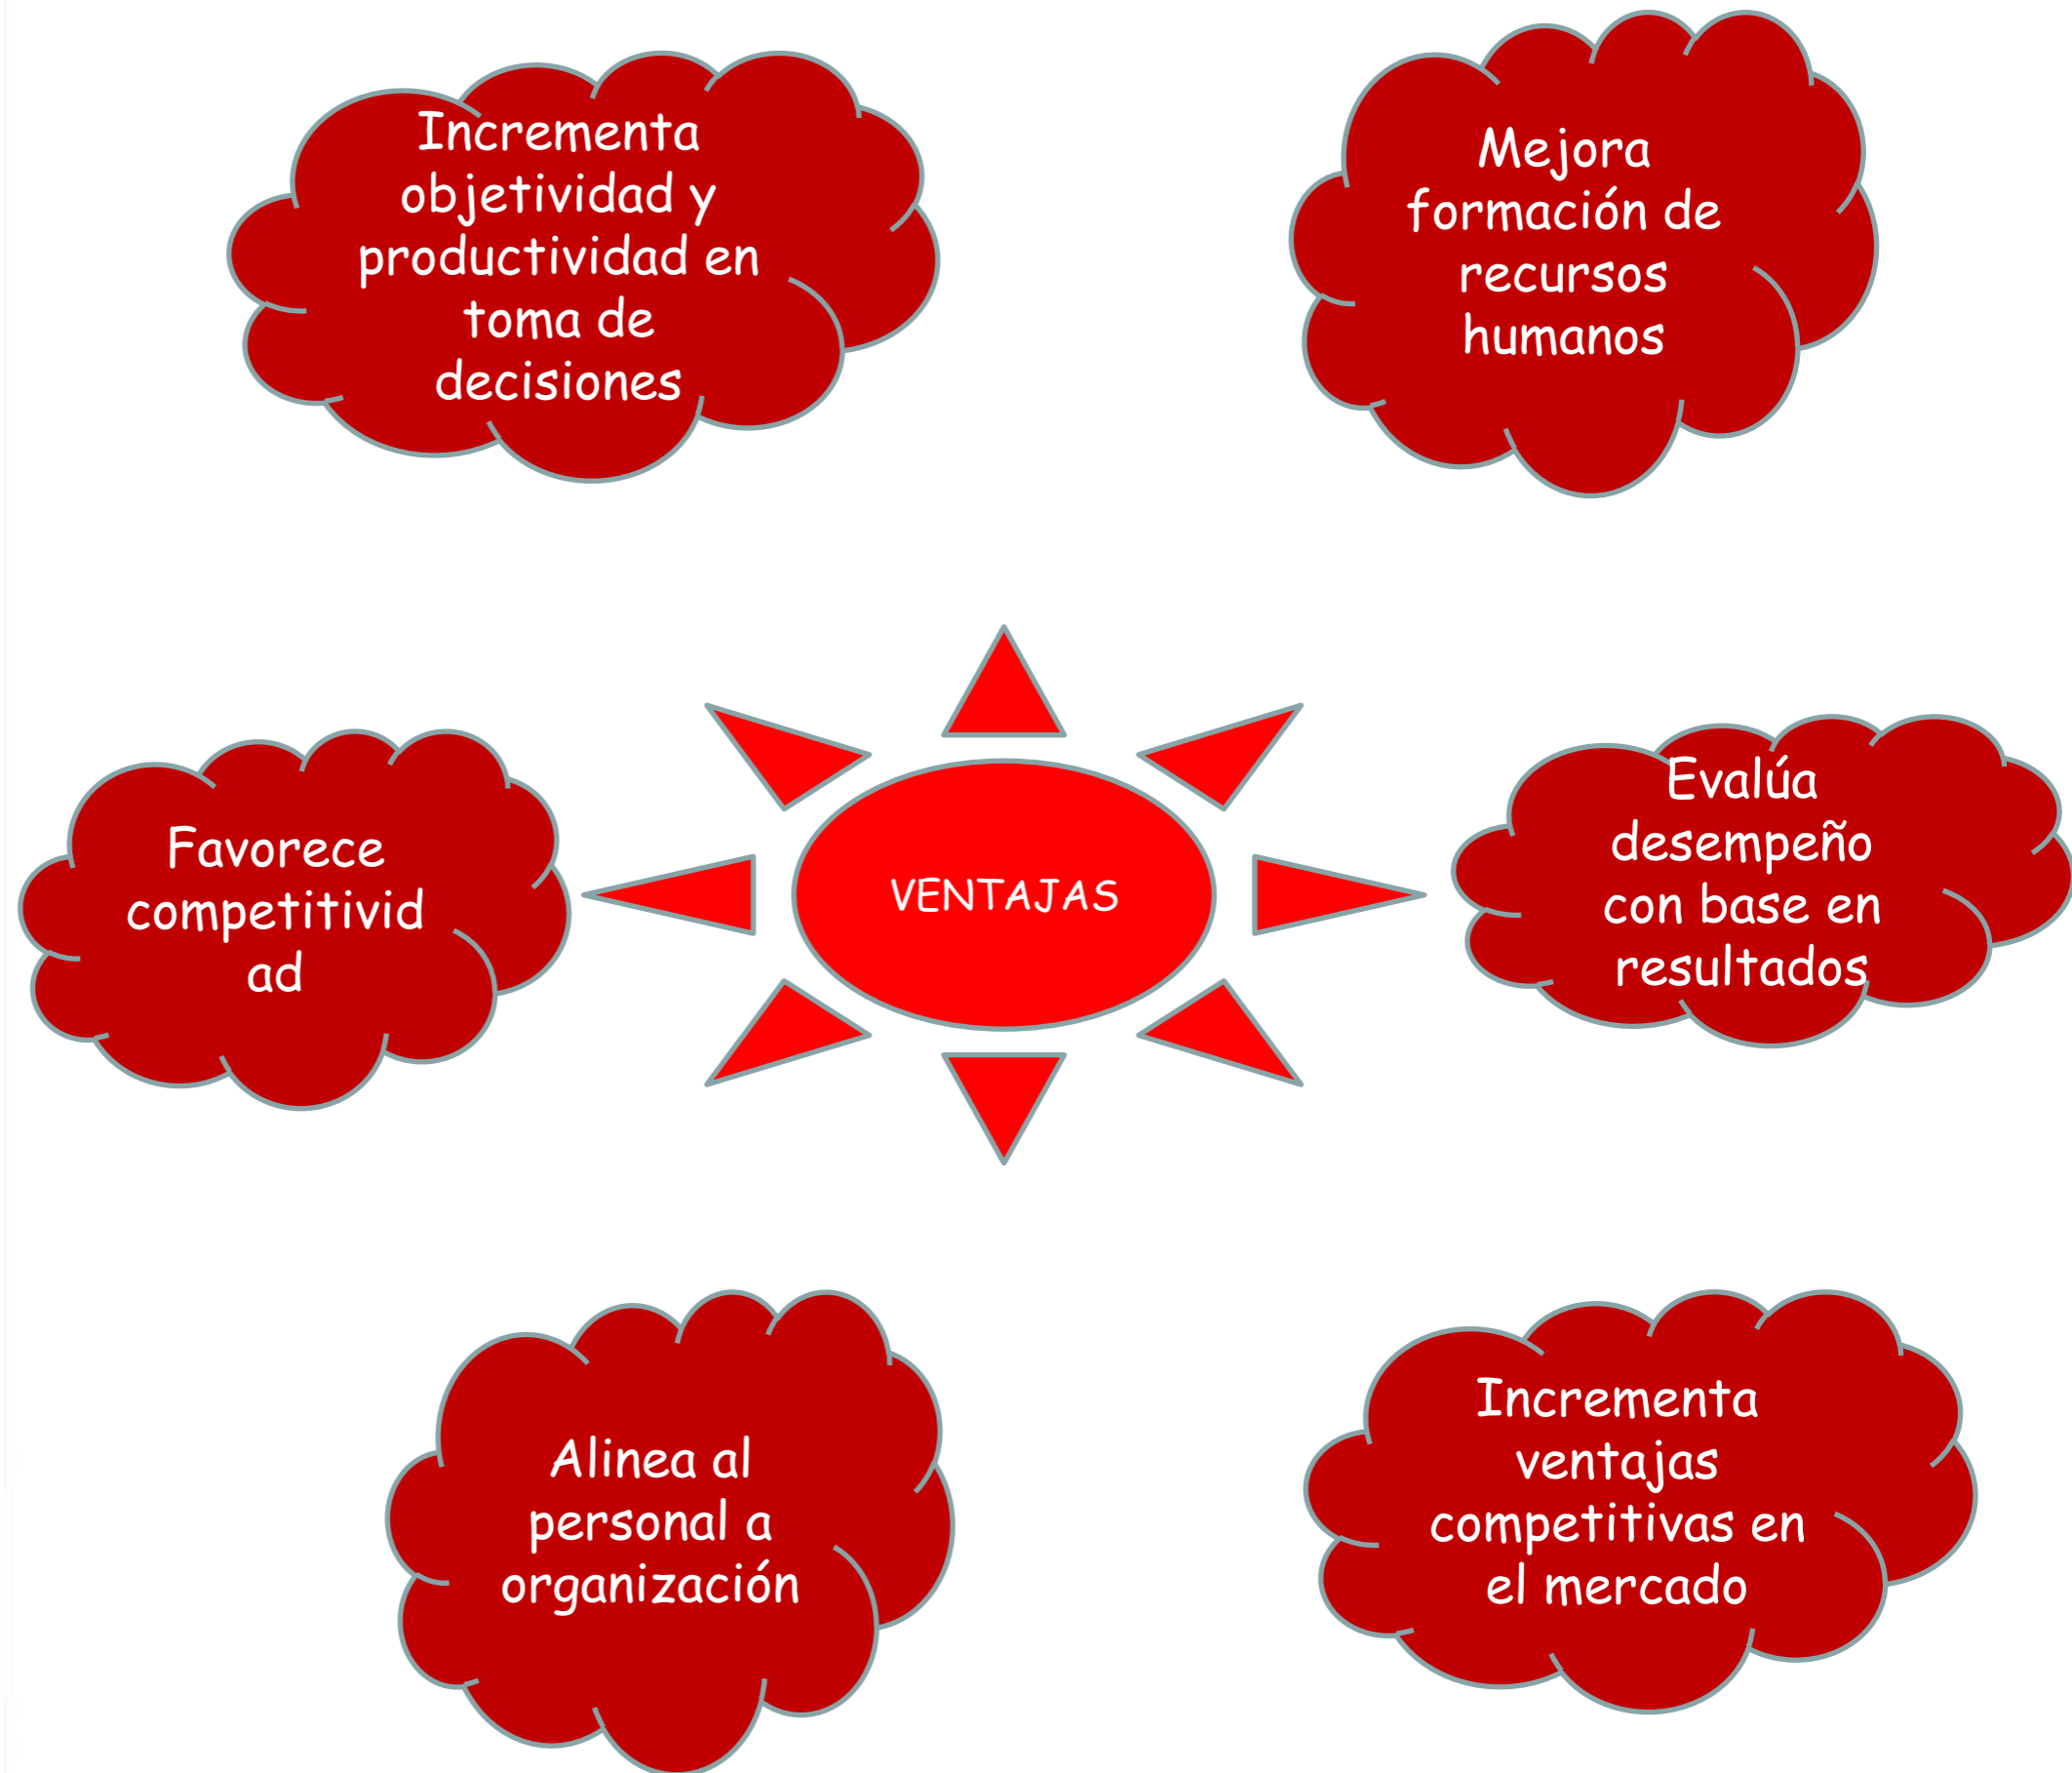 Incrementa
objetividad y
productividad en
toma de
decisiones
Mejora
formación de
recursos
humanos
Favorece
competitivid
ad
VENTAJAS
Evalúa
desempeño
con base en
resultados
Alinea al
personal a
organización
Incrementa
ventajas
competitivas en
el mercado